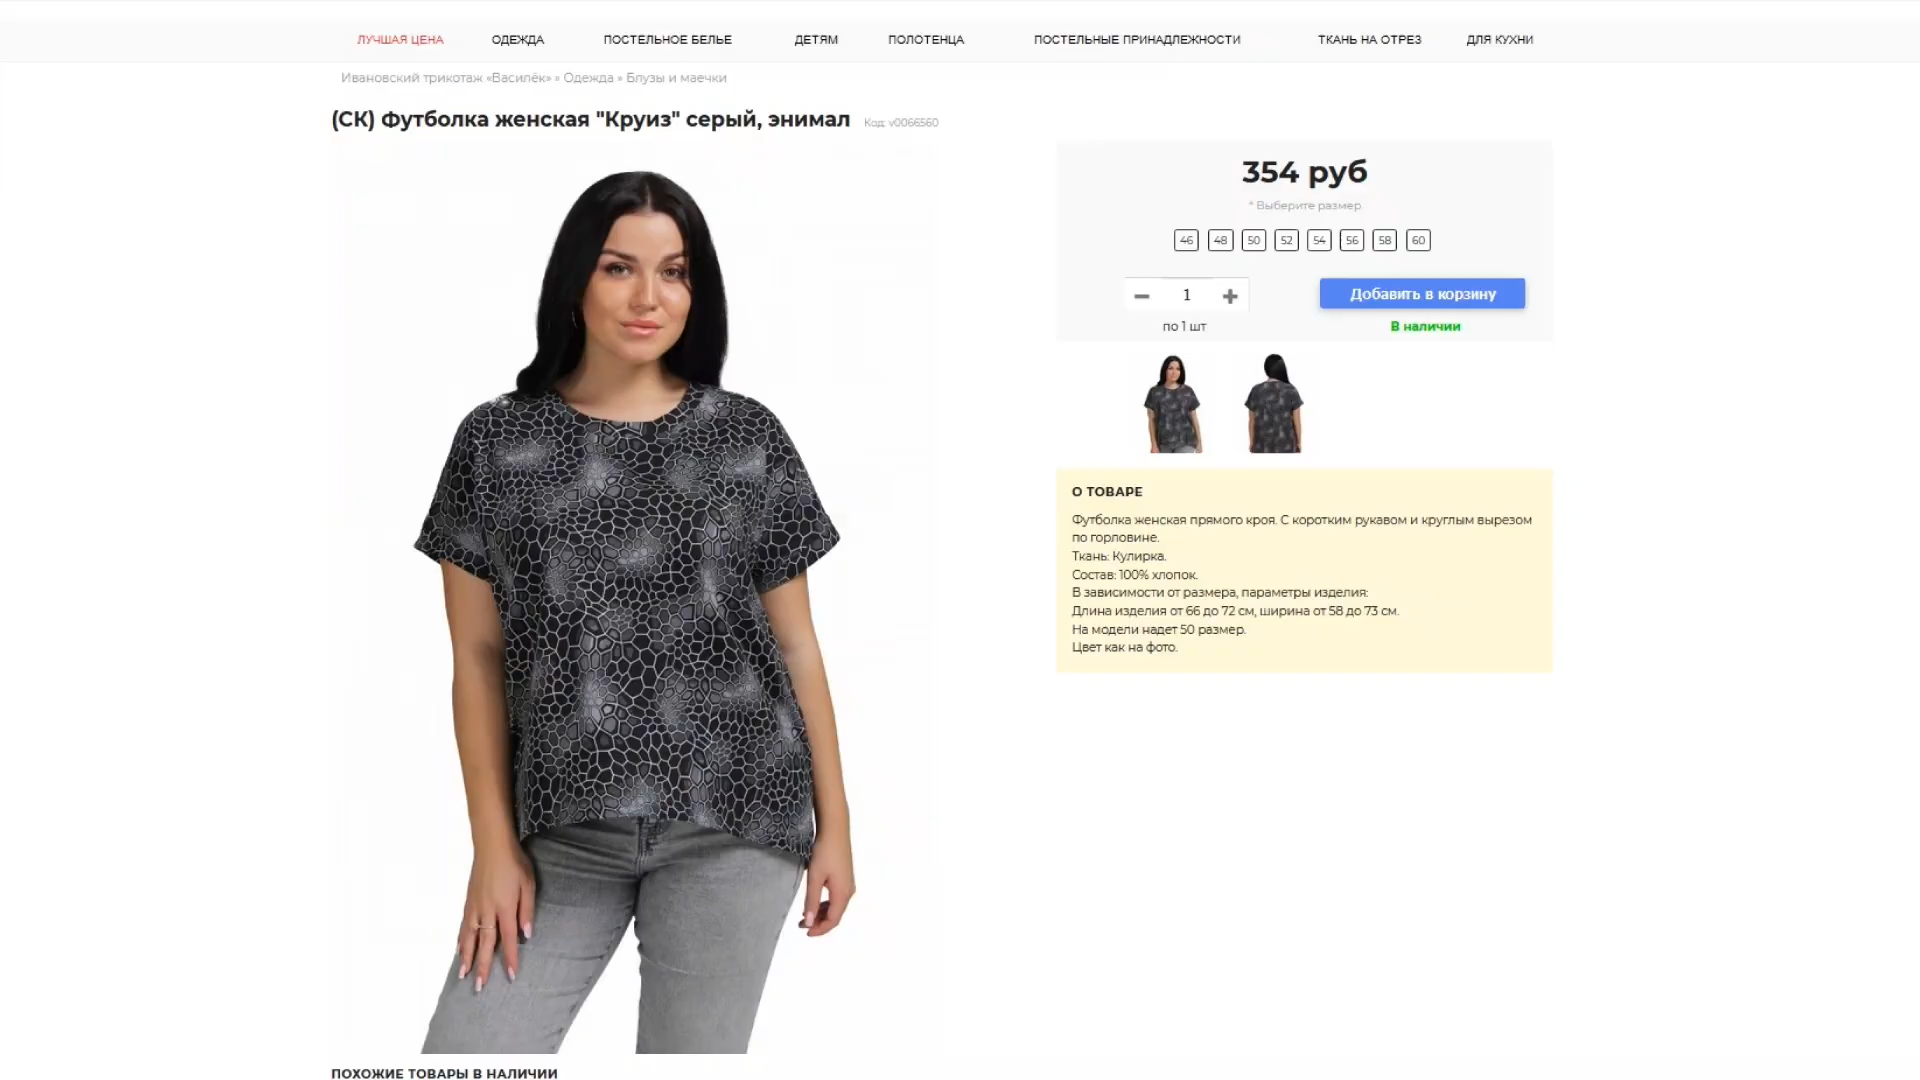 ЛУЧШАЯ ЦЕНА ОДЕЖДА ПОСТЕЛЬНОЕ БЕЛЬЕ ДЕТЯМ ПОЛОТЕНЦА ПОСТЕЛЬНЫЕ ПРИНАДЛЕЖНОСТИ ТКАНЬ НА ОТРЕЗ ДЛЯ КУХНИ
Ивановский трикотаж «Василёк» » Одежда » Блузы и маечки
(СК) Футболка женская "Круиз" серый, энимал Код: v0066560
354 руб
* Выберите размер.
46 48 50 52 54 56 58 60
1
Добавить в корзину
по 1 шт
В наличии
О ТОВАРЕ
Футболка женская прямого кроя. С коротким рукавом и круглым вырезом
по горловине.
Ткань: Кулирка.
Состав: 100% хлопок.
В зависимости от размера, параметры изделия:
Длина изделия от 66 до 72 см, ширина от 58 до 73 см.
На модели надет 50 размер.
Цвет как на фото.
ПОХОЖИЕ ТОВАРЫ В НАЛИЧИИ